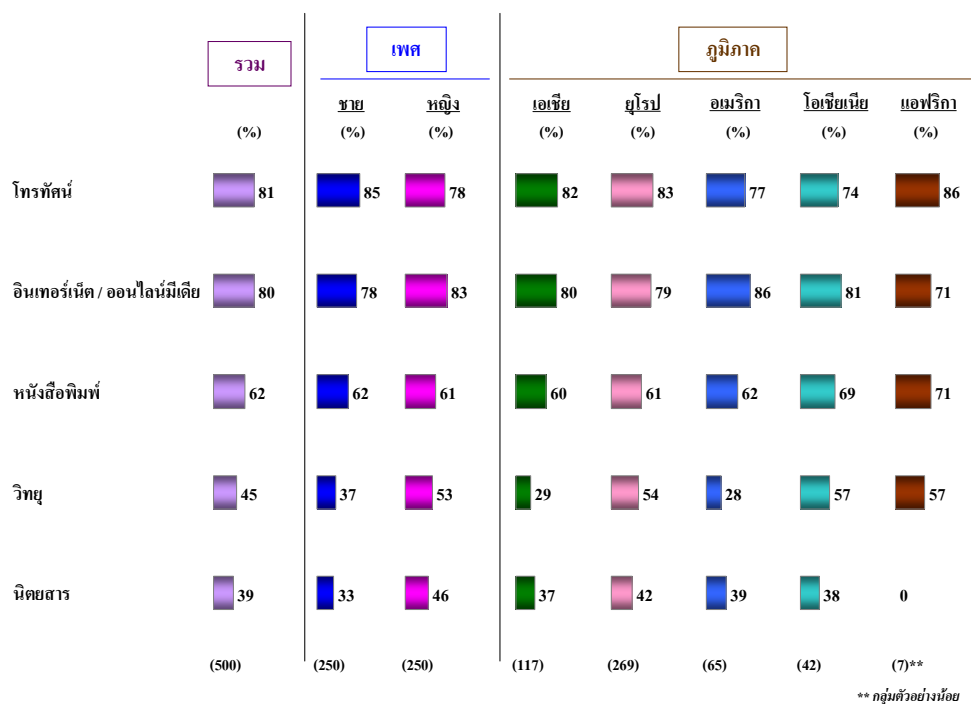 รวม เพศ ภูมิภาค
ชาย หญิง เอเชีย ยุโรป อเมริกา โอเชียเนีย แอฟริกา
(%) (%) (%) (%) (%) (%) (%) (%)
โทรทัศน์ 81 85 78 82 83 77 74 86
อินเทอร์เน็ต / ออนไลน์มีเดีย 80 78 83 80 79 86 81 71
หนังสือพิมพ์ 62 62 61 60 61 62 69 71
วิทยุ 45 37 53 29 54 28 57 57
นิตยสาร 39 33 46 37 42 39 38 0
(500) (250) (250) (117) (269) (65) (42) (7)**
** กลุ่มตัวอย่างน้อย